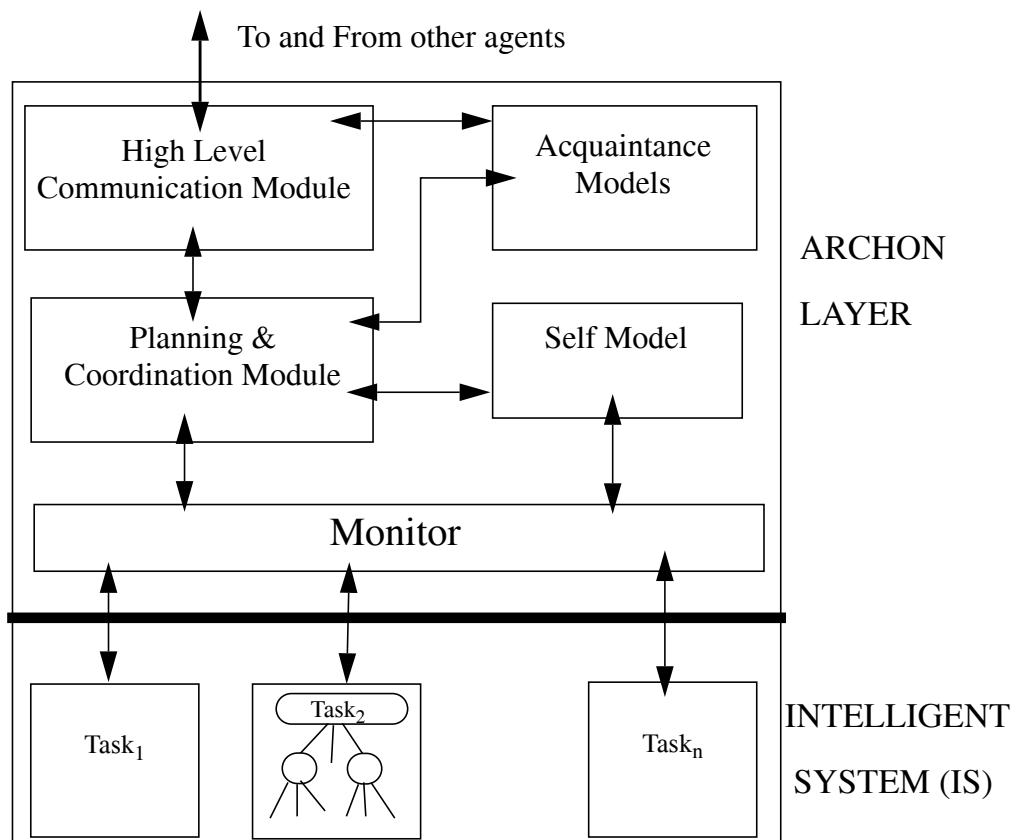 To and From other agents
High Level
Communication Module
Acquaintance
Models
ARCHON
LAYER
Planning &
Coordination Module
Self Model
Monitor
Task₁
Task₂
Taskₙ
INTELLIGENT
SYSTEM (IS)